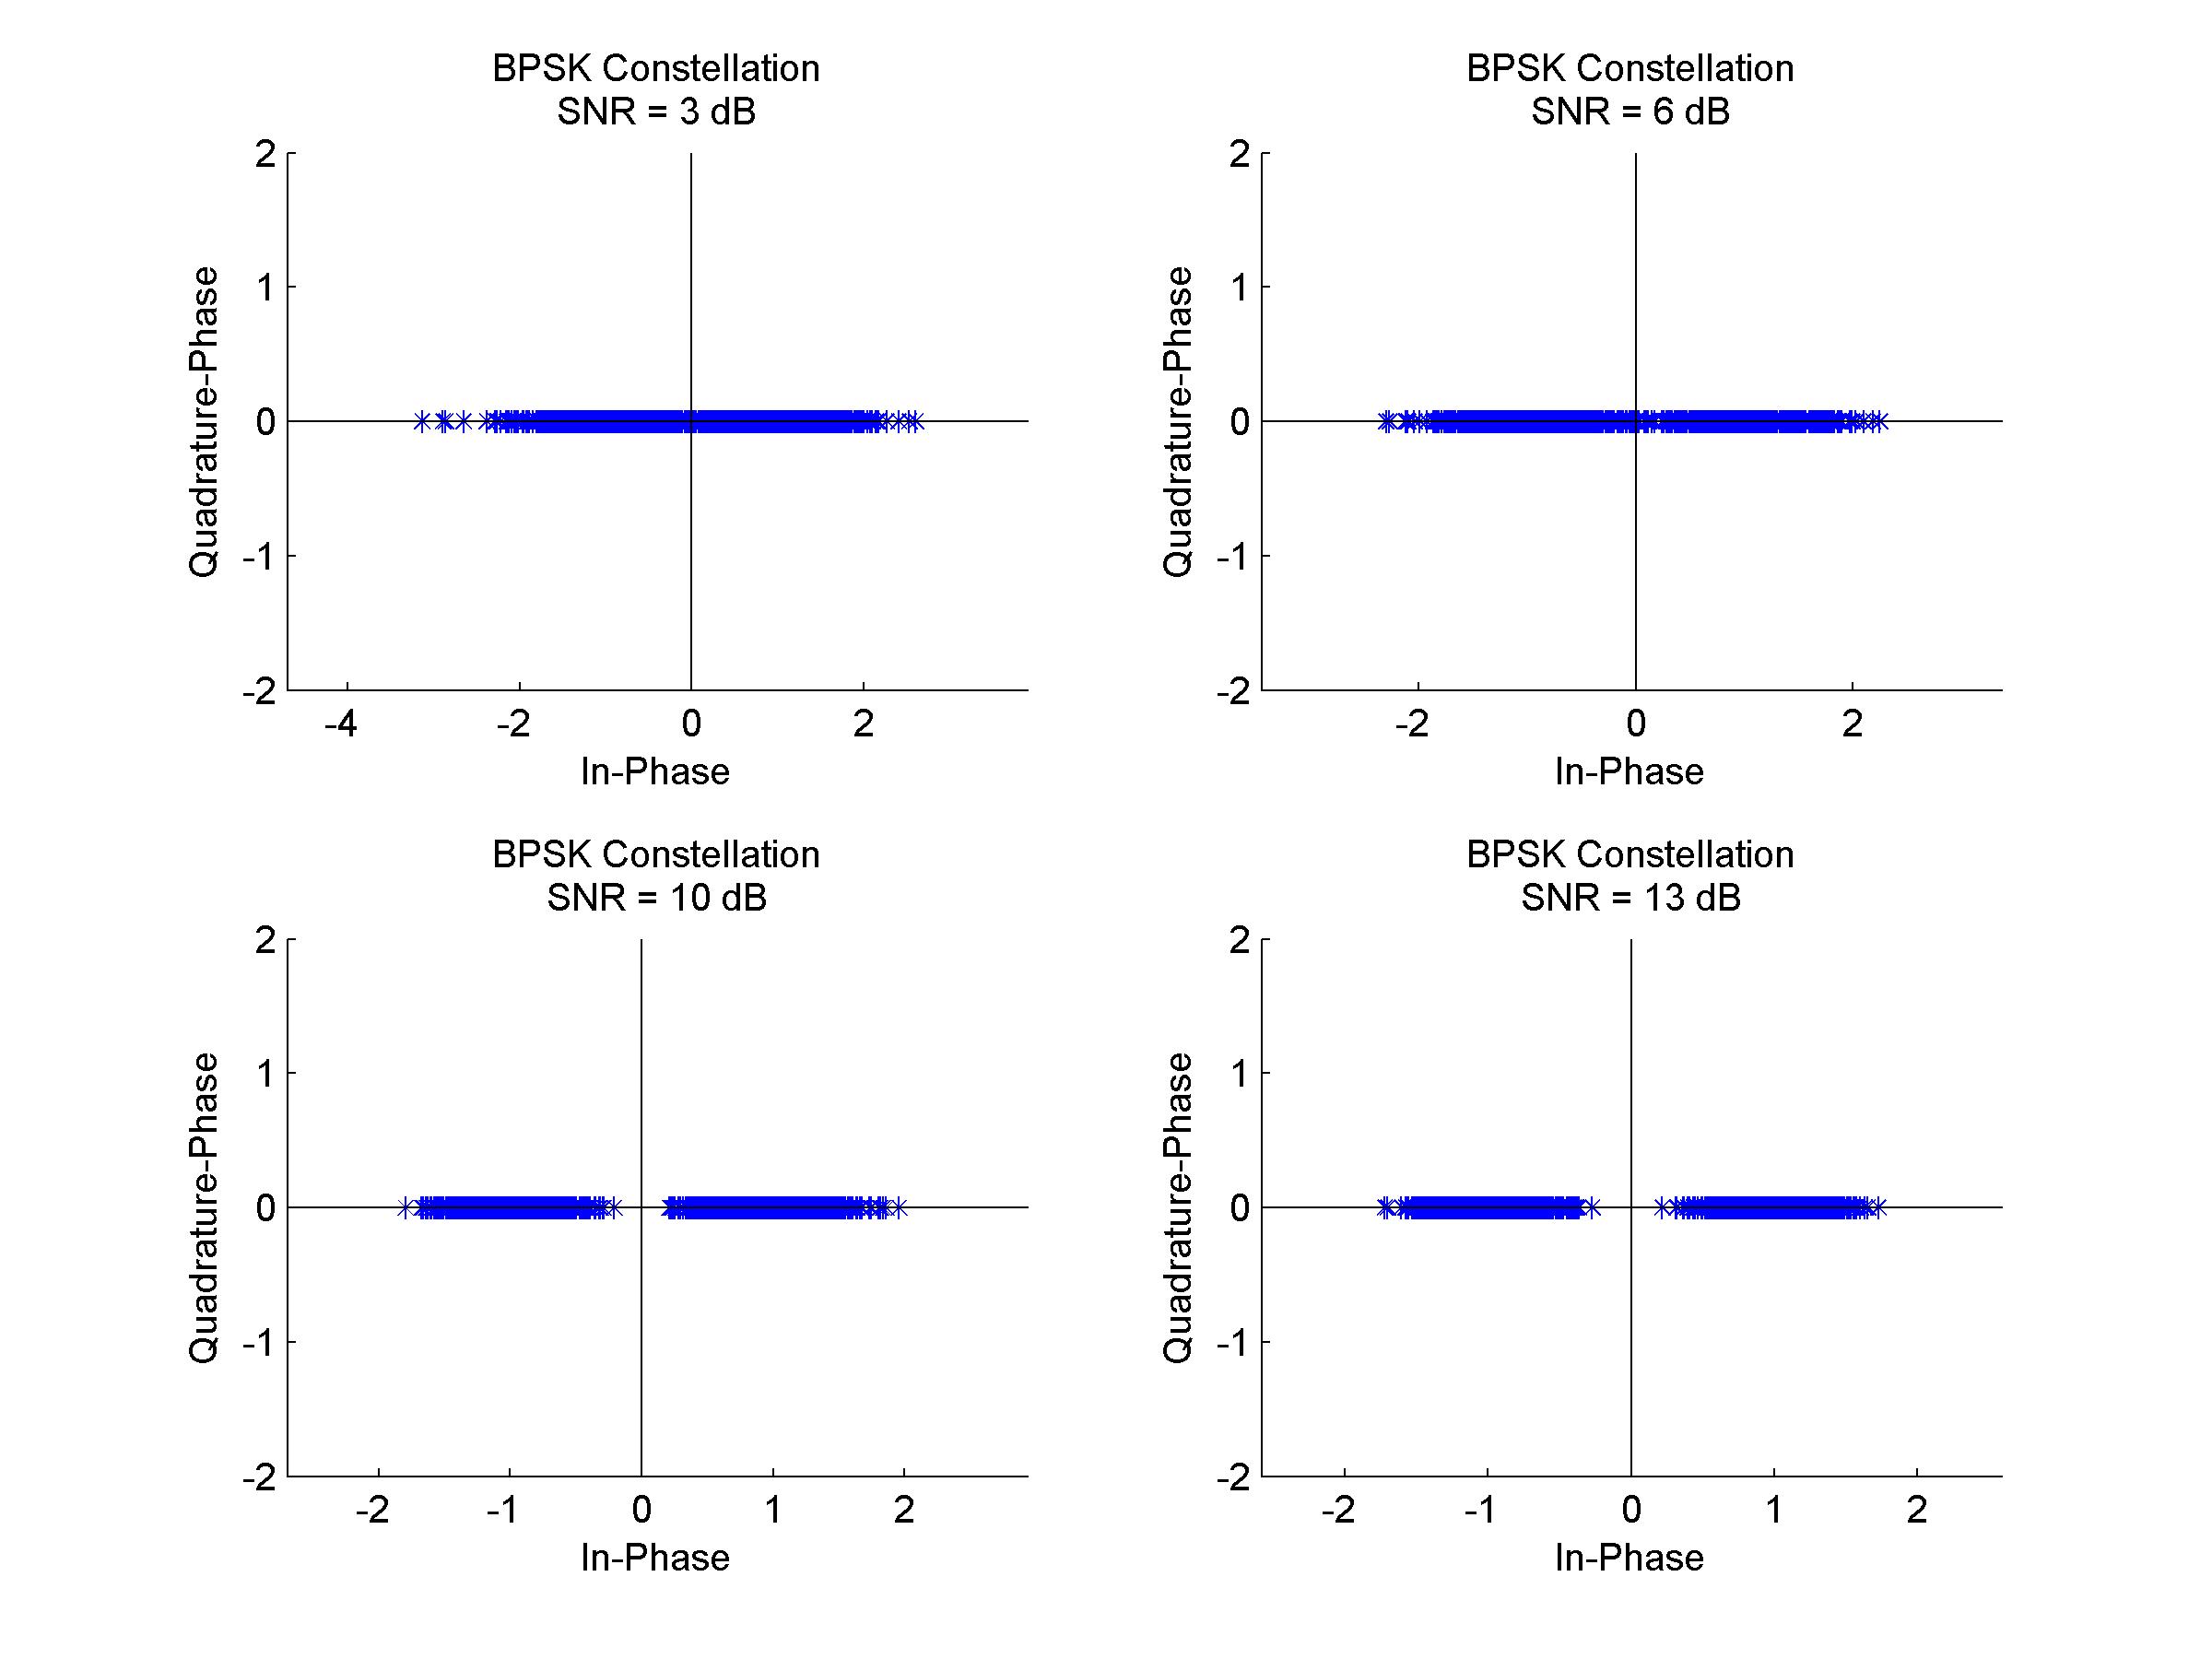 BPSK Constellation
SNR = 3 dB
2
1
0
-1
-2
Quadrature-Phase
-4 -2 0 2
In-Phase
BPSK Constellation
SNR = 6 dB
2
1
0
-1
-2
Quadrature-Phase
-2 0 2
In-Phase
BPSK Constellation
SNR = 10 dB
2
1
0
-1
-2
Quadrature-Phase
-2 -1 0 1 2
In-Phase
BPSK Constellation
SNR = 13 dB
2
1
0
-1
-2
Quadrature-Phase
-2 -1 0 1 2
In-Phase